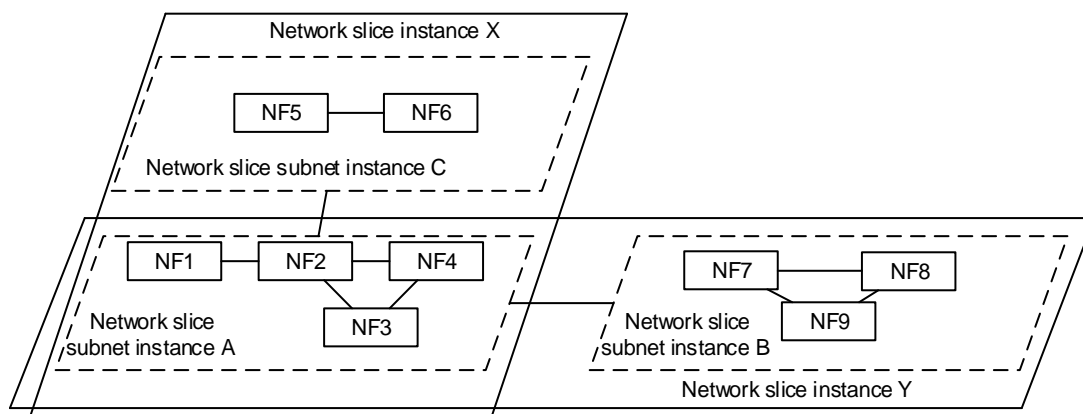 Network slice instance X
NF5
NF6
Network slice subnet instance C
NF1
NF2
NF4
NF3
Network slice
subnet instance A
NF7
NF8
NF9
Network slice
subnet instance B
Network slice instance Y